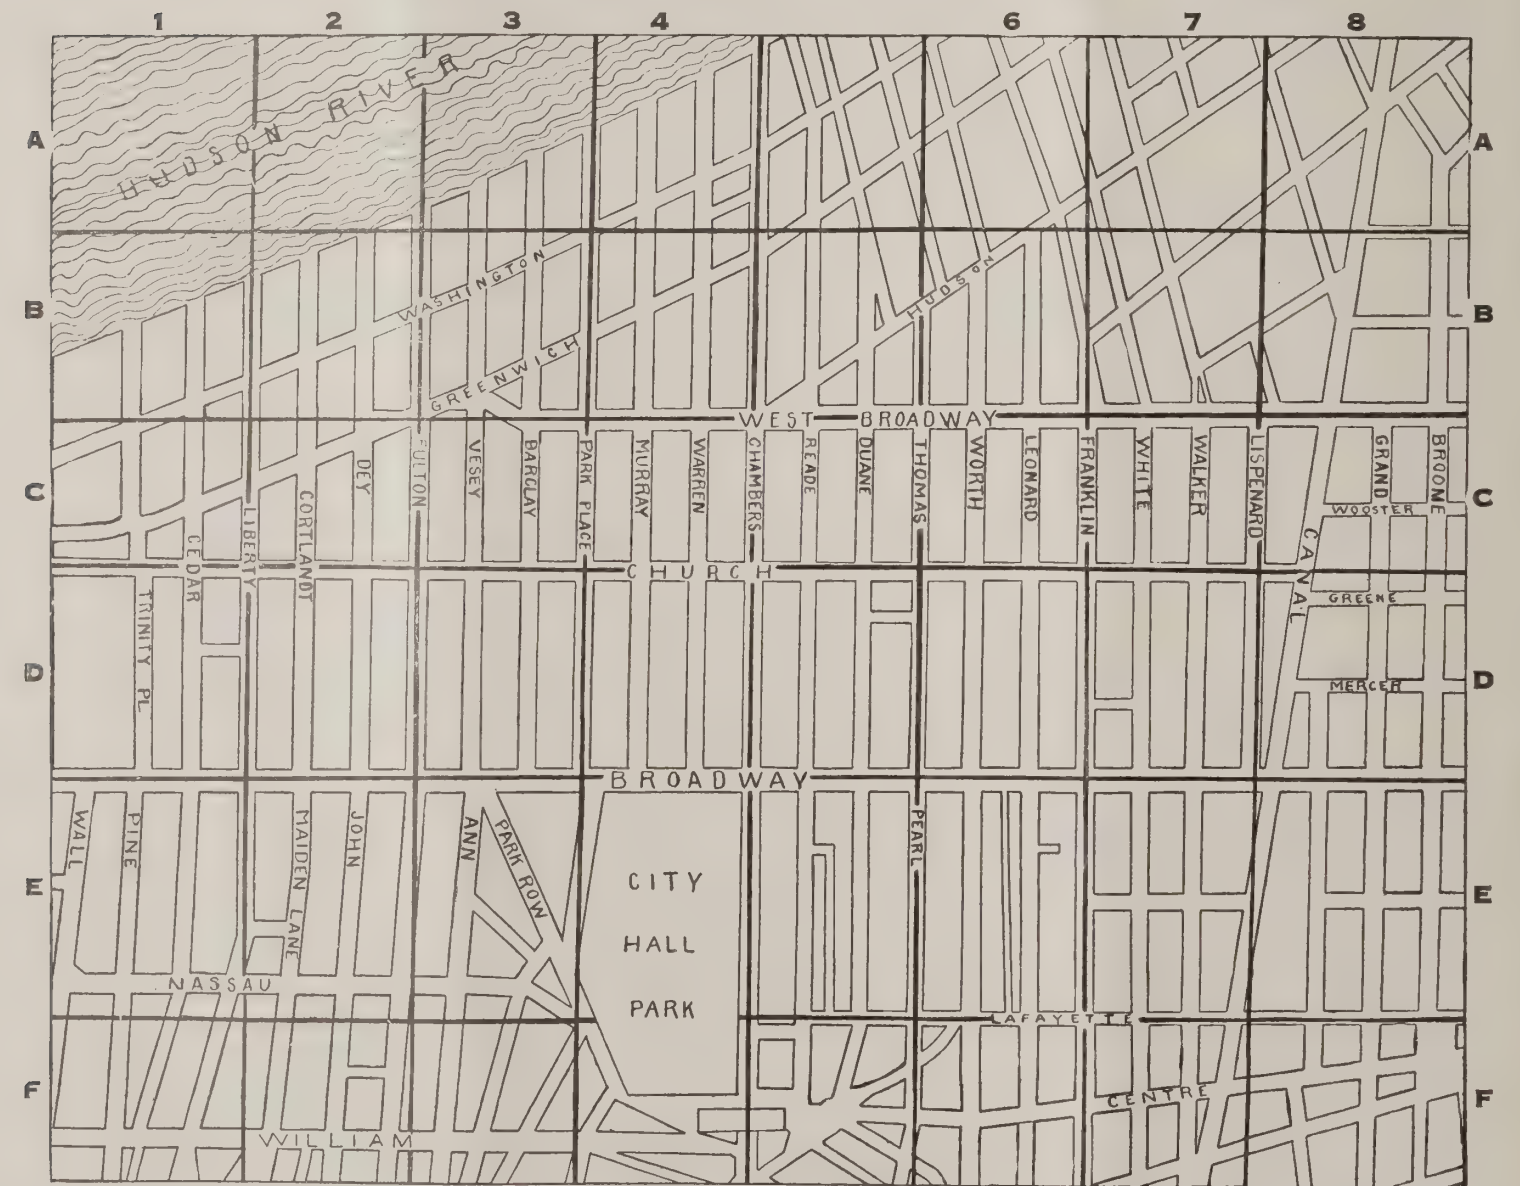 1 2 3 4 6 7 8
HUDSON RIVER
A A
WASHINGTON
HUDSON
B B
GREENWICH
WEST BROADWAY
FULTON
DEY
VESEY
BARCLAY
PARK PLACE
MURRAY
WARREN
CHAMBERS
READE
DUANE
THOMAS
WORTH
LEONARD
FRANKLIN
WHITE
WALKER
LISPENARD
GRAND
BROOME
C C
WOOSTER
CORTLANDT
LIBERTY
CEDAR
CANAL
CHURCH
GREENE
TRINITY PL.
D D
MERCER
BROADWAY
WALL
PINE
MAIDEN LANE
JOHN
ANN
PARK ROW
PEARL
CITY
HALL
PARK
E E
NASSAU
LAFAYETTE
F F
CENTRE
WILLIAM